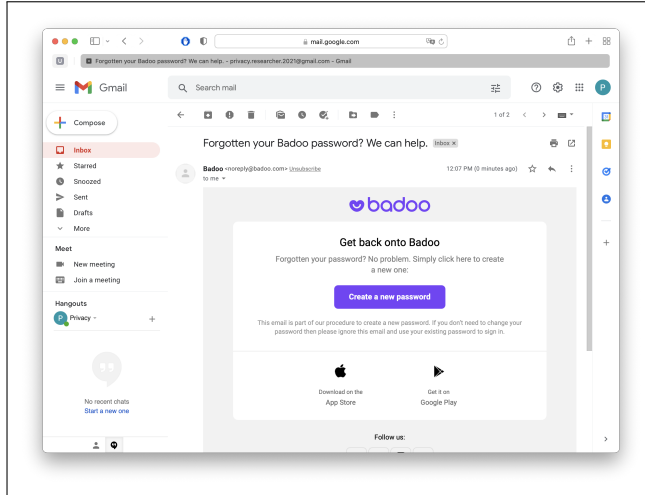 mail.google.com
U
Forgotten your Badoo password? We can help. - privacy.researcher.2021@gmail.com - Gmail
Gmail
Search mail
P
Compose
1 of 2
Inbox
Starred
Snoozed
Sent
Drafts
More
Meet
New meeting
Join a meeting
Hangouts
P Privacy
No recent chats
Start a new one
Forgotten your Badoo password? We can help. Inbox x
Badoo <noreply@badoo.com> Unsubscribe 12:07 PM (0 minutes ago)
to me
badoo
Get back onto Badoo
Forgotten your password? No problem. Simply click here to create
a new one:
Create a new password
This email is part of our procedure to create a new password. If you don't need to change your
password then please ignore this email and use your existing password to sign in.
Download on the
App Store
Get it on
Google Play
Follow us: